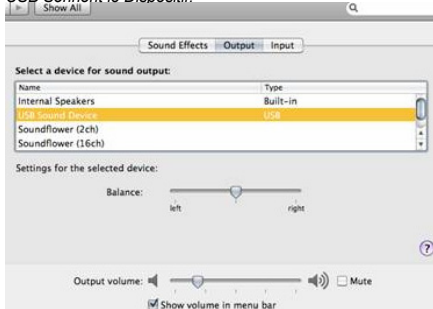 Show All
Sound Effects Output Input
Select a device for sound output:
Name Type
Internal Speakers Built-in
USB Sound Device USB
Soundflower (2ch)
Soundflower (16ch)
Settings for the selected device:
Balance:
left right
?
Output volume: Mute
Show volume in menu bar